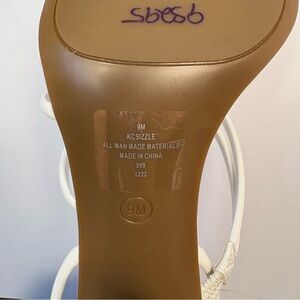 9M
KCSIZZLE
ALL MAN MADE MATERIALS
MADE IN CHINA
599
1222
9M